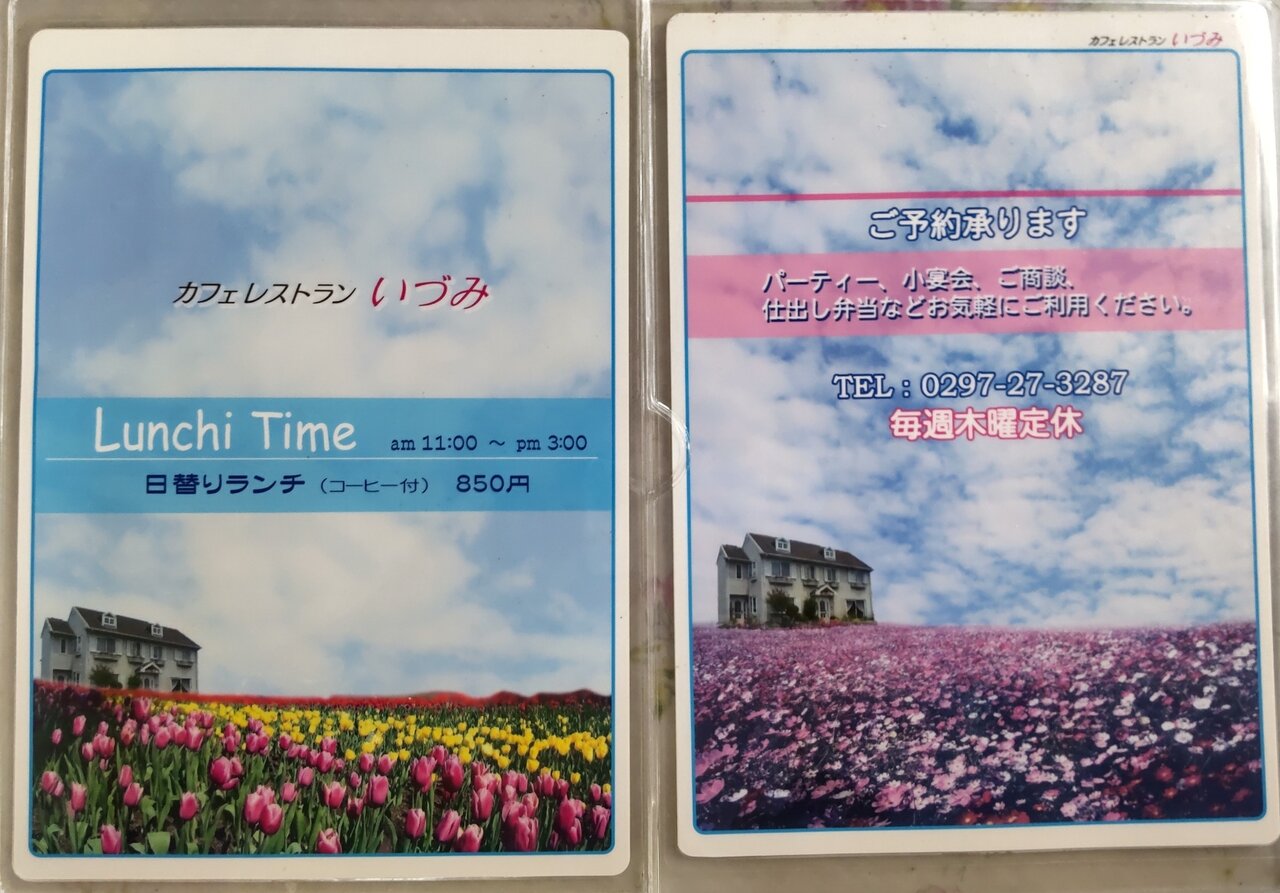 カフェレストラン いづみ
Lunchi Time am 11:00 ～ pm 3:00
日替りランチ （コーヒー付） 850円
カフェレストラン いづみ
ご予約承ります
パーティー、小宴会、ご商談、
仕出し弁当などお気軽にご利用ください。
TEL：0297-27-3287
毎週木曜定休